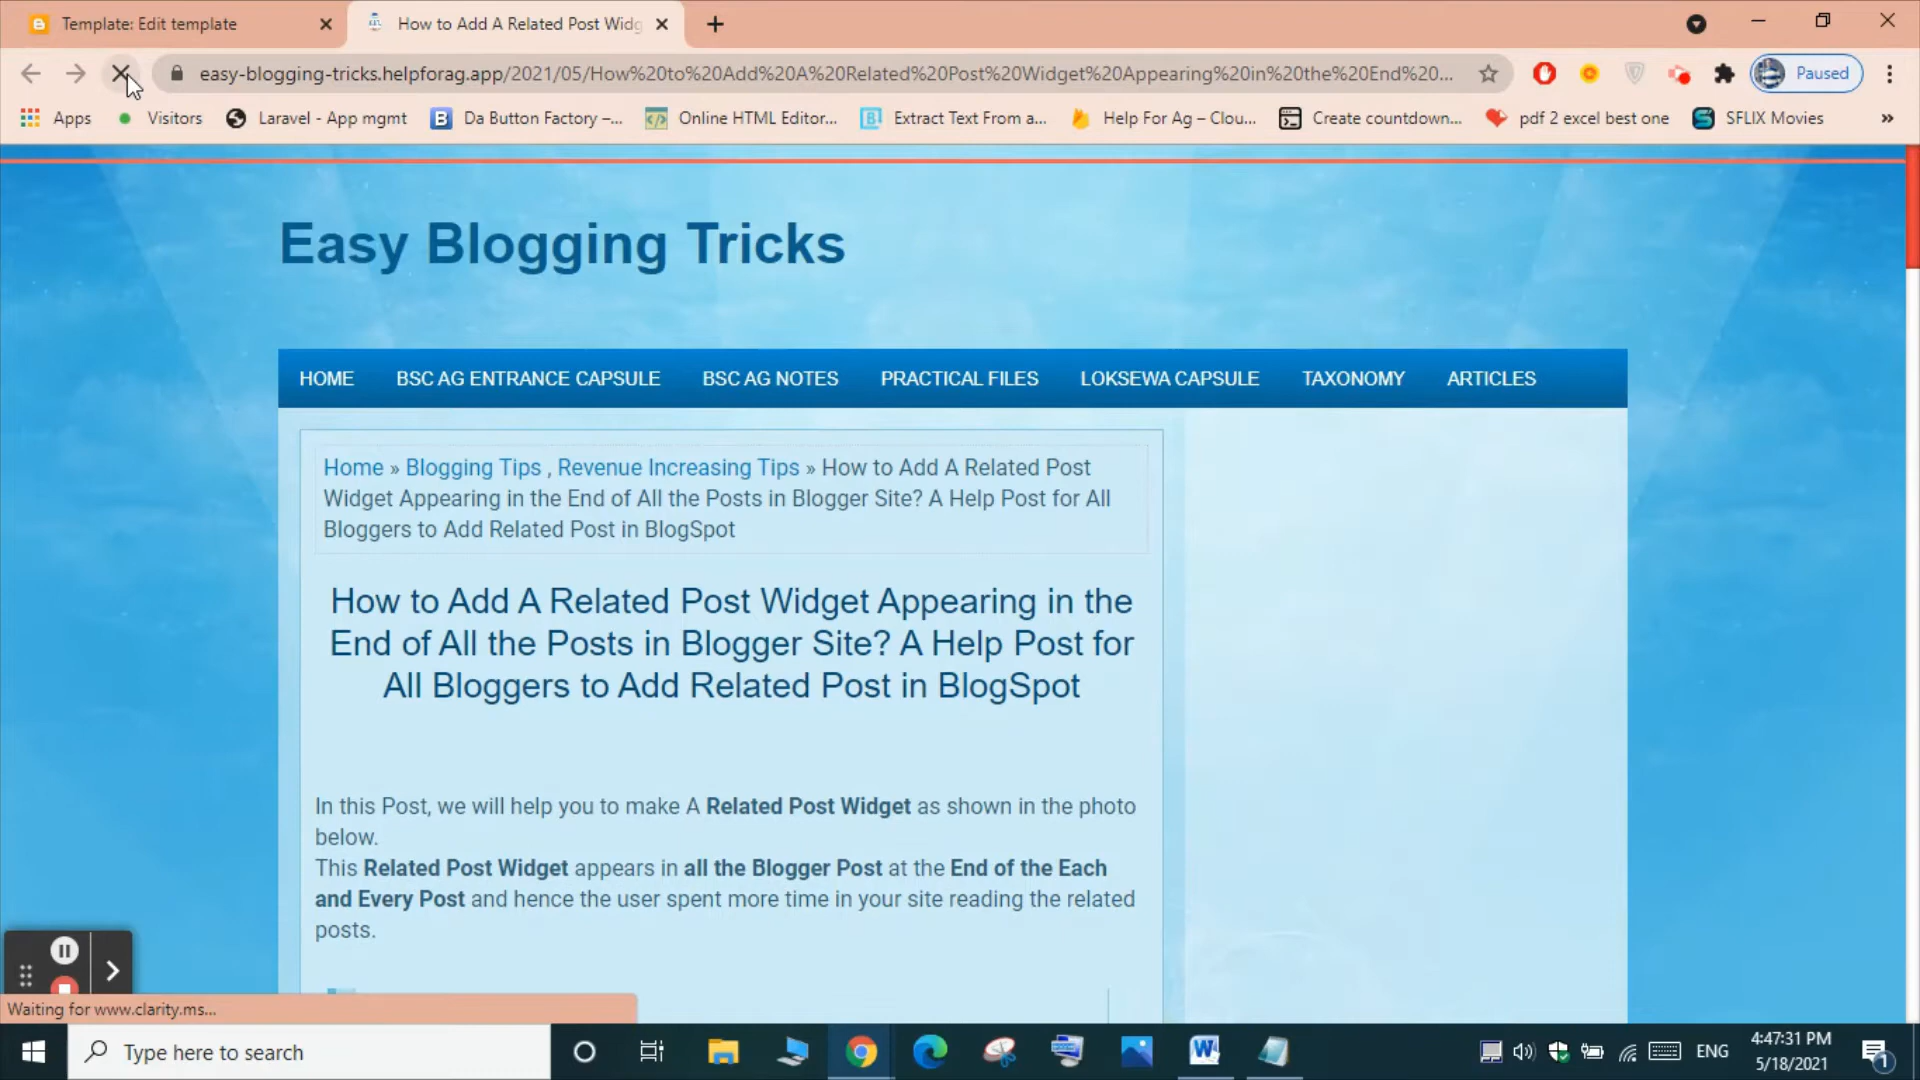 Template: Edit template
How to Add A Related Post Widg
easy-blogging-tricks.helpforag.app/2021/05/How%20to%20Add%20A%20Related%20Post%20Widget%20Appearing%20in%20the%20End%20...
Paused
Apps
Visitors
Laravel - App mgmt
Da Button Factory –...
Online HTML Editor...
Extract Text From a...
Help For Ag – Clou...
Create countdown...
pdf 2 excel best one
SFLIX Movies
»
Easy Blogging Tricks
HOME
BSC AG ENTRANCE CAPSULE
BSC AG NOTES
PRACTICAL FILES
LOKSEWA CAPSULE
TAXONOMY
ARTICLES
Home » Blogging Tips , Revenue Increasing Tips » How to Add A Related Post
Widget Appearing in the End of All the Posts in Blogger Site? A Help Post for All
Bloggers to Add Related Post in BlogSpot
How to Add A Related Post Widget Appearing in the
End of All the Posts in Blogger Site? A Help Post for
All Bloggers to Add Related Post in BlogSpot
In this Post, we will help you to make A Related Post Widget as shown in the photo
below.
This Related Post Widget appears in all the Blogger Post at the End of the Each
and Every Post and hence the user spent more time in your site reading the related
posts.
Waiting for www.clarity.ms...
Type here to search
ENG
4:47:31 PM
5/18/2021
1